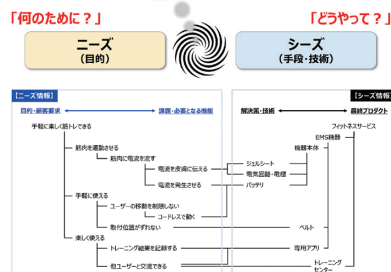 「何のために？」
「どうやって？」
ニーズ
（目的）
シーズ
（手段・技術）
【ニーズ情報】
【シーズ情報】
目的・顧客要求
課題・必要となる機能
解決策・技術
最終プロダクト
手軽に楽しく筋トレできる
フィットネスサービス
EMS機器
筋肉を運動させる
機器本体
筋肉に電流を流す
電流を皮膚に伝える
ジェルシート
電気回路・電極
電流を発生させる
バッテリ
手軽に使える
ユーザーの移動を制限しない
コードレスで動く
取付位置がずれない
ベルト
楽しく使える
トレーニング結果を記録する
専用アプリ
他ユーザーと交流できる
トレーニング
センター